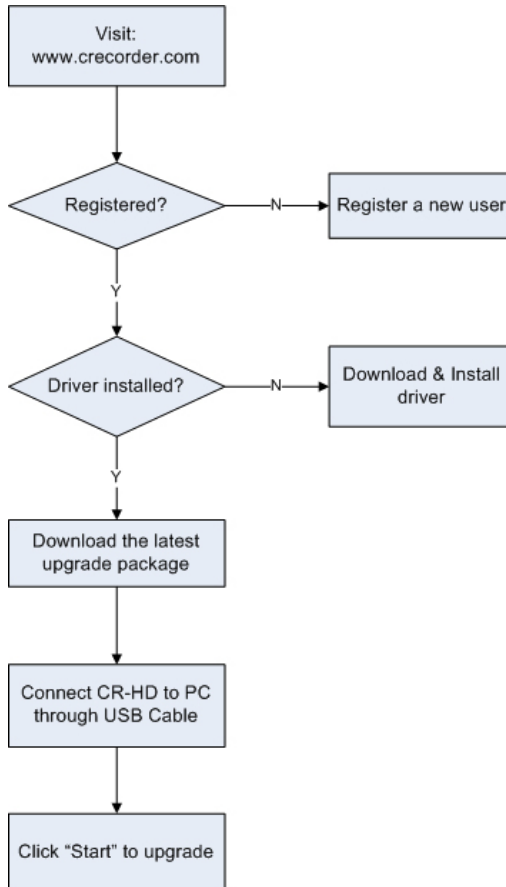 Visit:
www.crecorder.com
Registered?
N
Register a new user
Y
Driver installed?
N
Download & Install
driver
Y
Download the latest
upgrade package
Connect CR-HD to PC
through USB Cable
Click “Start” to upgrade